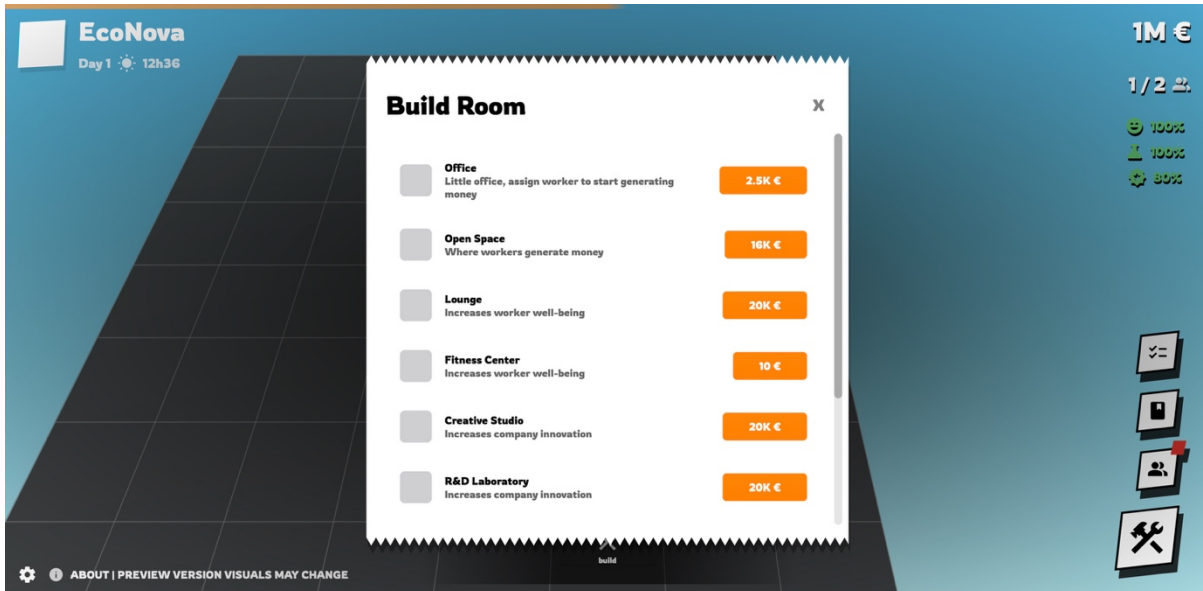 EcoNova
Day 1 12h36
1M €
1/2
100%
100%
80%
Build Room
X
Office
Little office, assign worker to start generating
money
2.5K €
Open Space
Where workers generate money
16K €
Lounge
Increases worker well-being
20K €
Fitness Center
Increases worker well-being
10 €
Creative Studio
Increases company innovation
20K €
R&D Laboratory
Increases company innovation
20K €
build
ABOUT | PREVIEW VERSION VISUALS MAY CHANGE